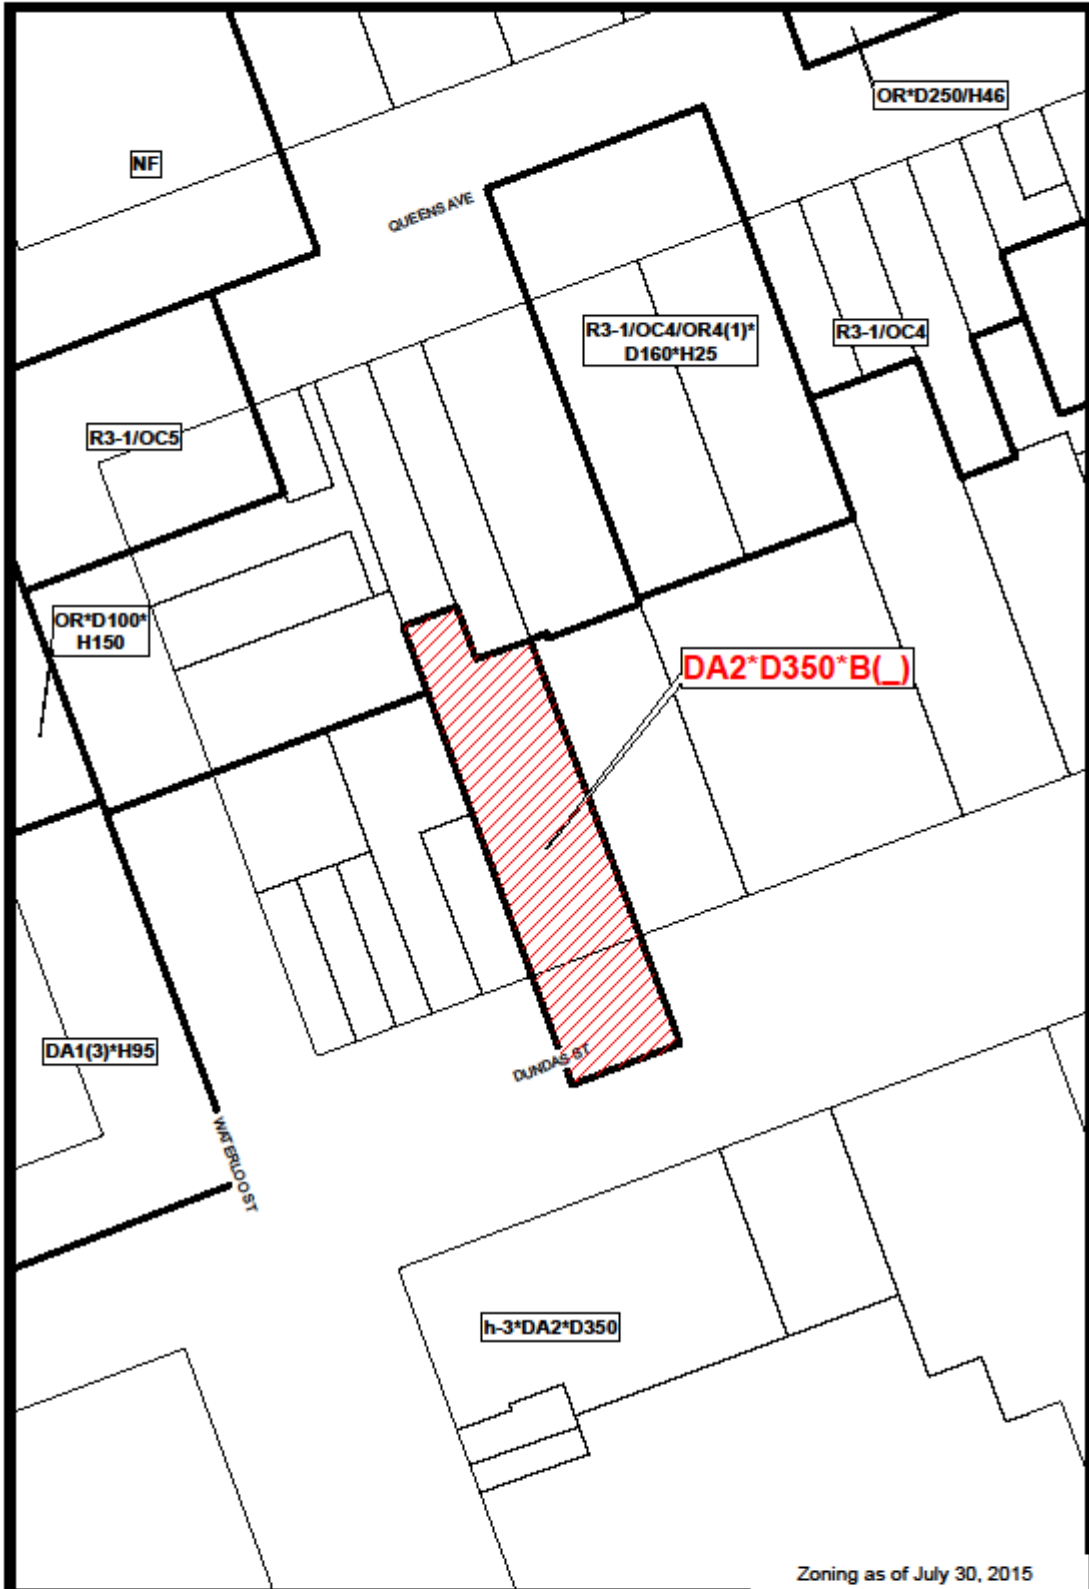 OR*D250/H46
NF
QUEENS AVE
R3-1/OC4/OR4(1)*
D160*H25
R3-1/OC4
R3-1/OC5
OR*D100*
H150
DA2*D350*B(_)
DA1(3)*H95
DUNDAS ST
WATERLOO ST
h-3*DA2*D350
Zoning as of July 30, 2015